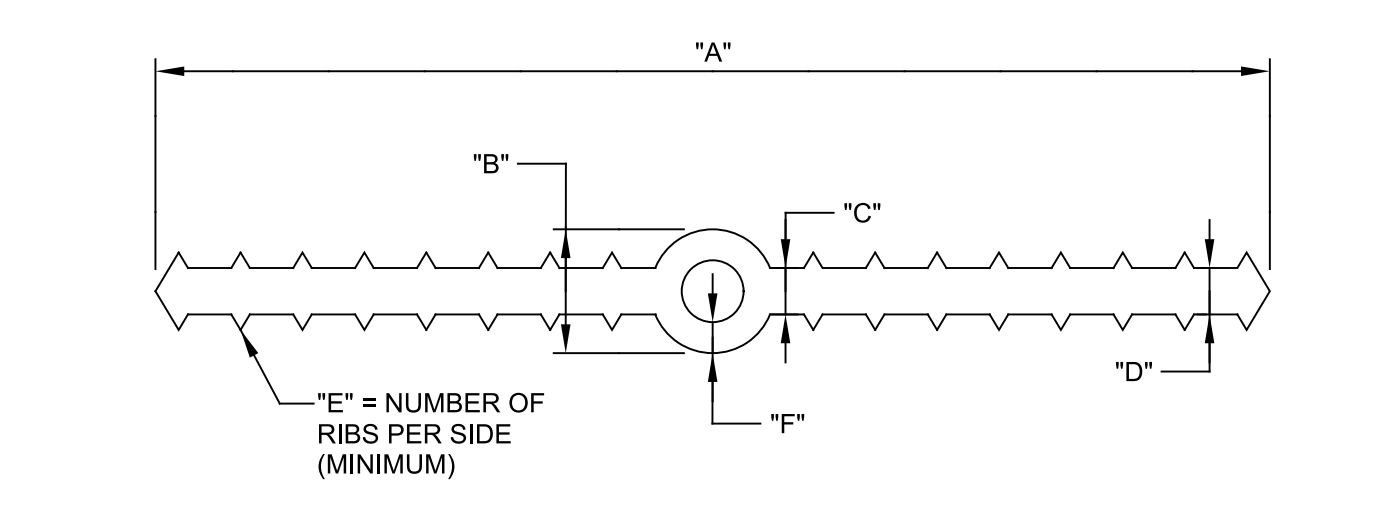 "A"
"B"
"C"
"D"
"E" = NUMBER OF
RIBS PER SIDE
(MINIMUM)
"F"